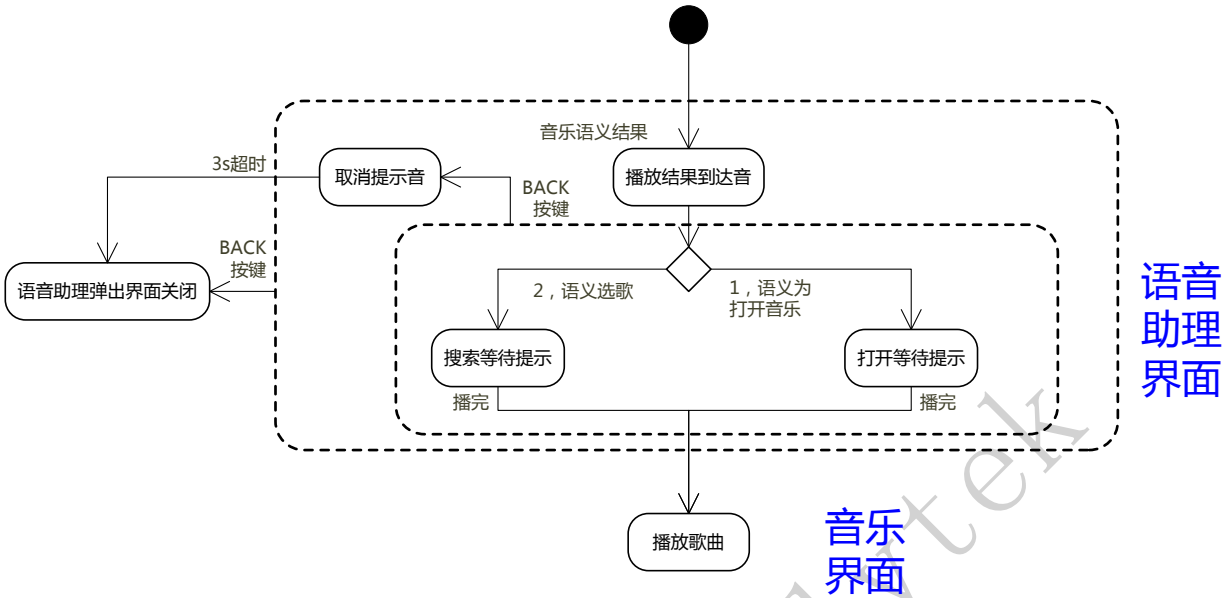 音乐语义结果
3s超时
取消提示音
播放结果到达音
BACK
按键
BACK
按键
语音助理弹出界面关闭
2，语义选歌
1，语义为
打开音乐
语音
助理
界面
搜索等待提示
打开等待提示
播完
播完
播放歌曲
音乐
界面